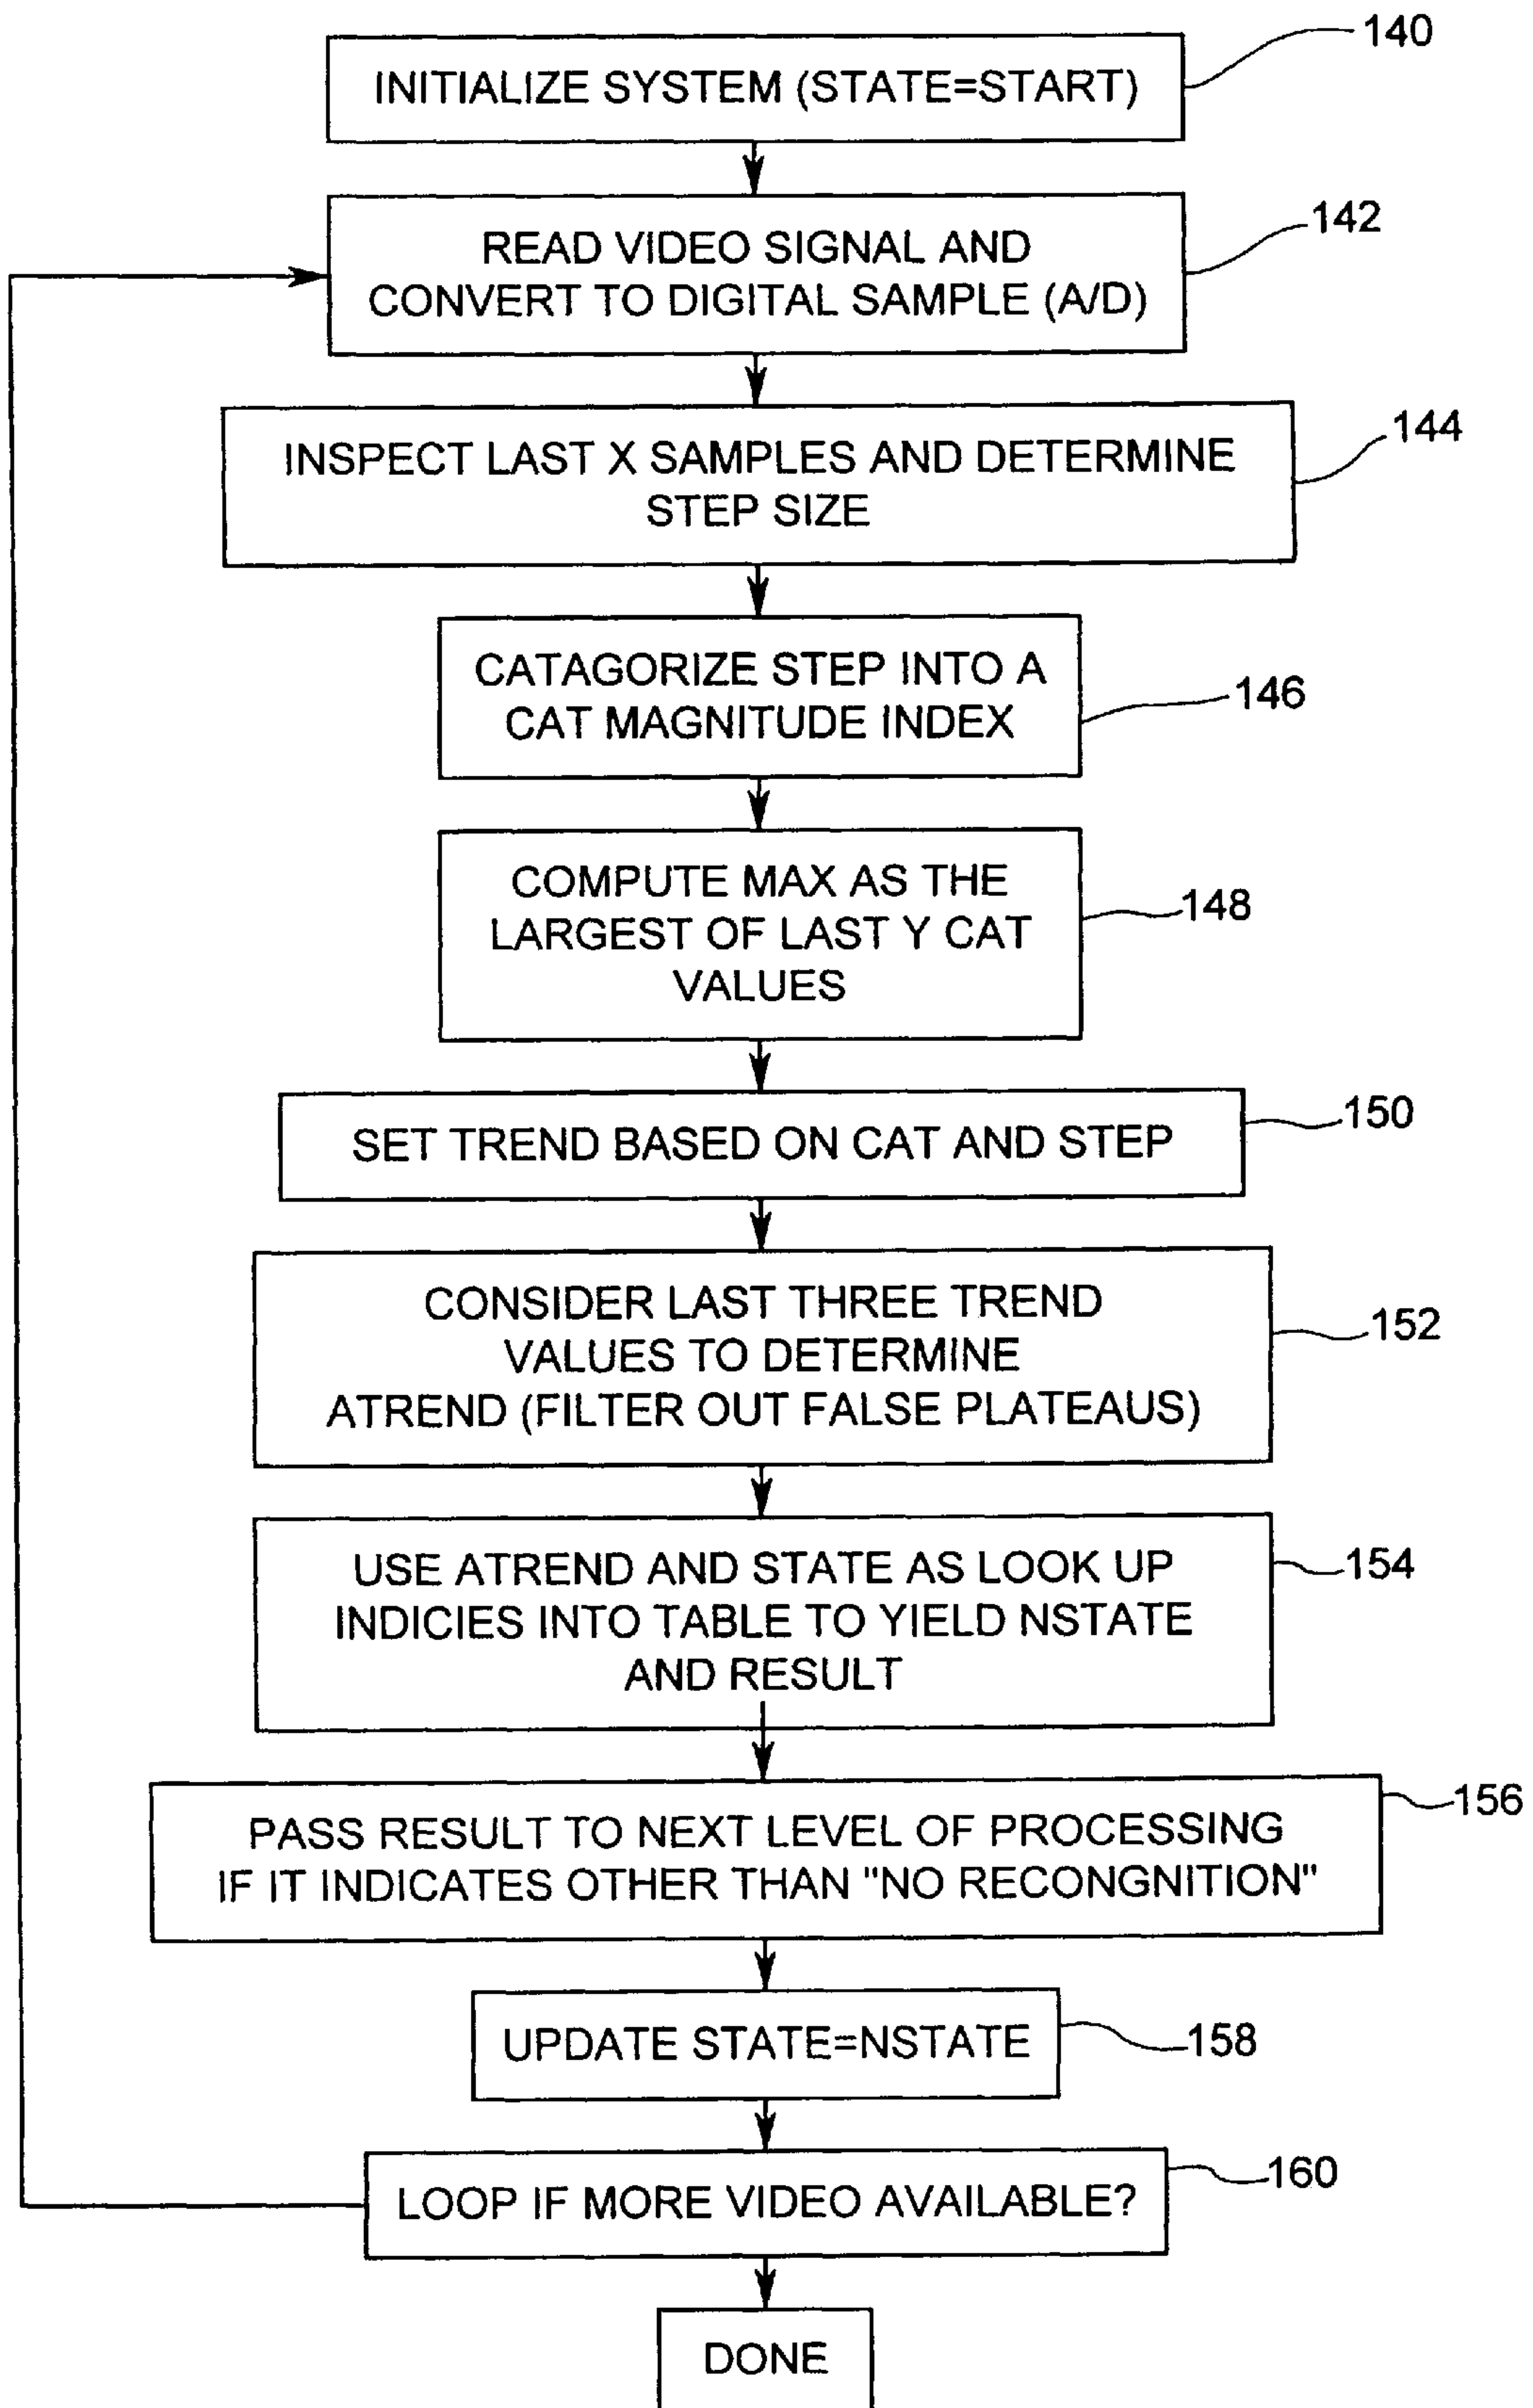 140
INITIALIZE SYSTEM (STATE=START)
142
READ VIDEO SIGNAL AND
CONVERT TO DIGITAL SAMPLE (A/D)
144
INSPECT LAST X SAMPLES AND DETERMINE
STEP SIZE
146
CATAGORIZE STEP INTO A
CAT MAGNITUDE INDEX
148
COMPUTE MAX AS THE
LARGEST OF LAST Y CAT
VALUES
150
SET TREND BASED ON CAT AND STEP
152
CONSIDER LAST THREE TREND
VALUES TO DETERMINE
ATREND (FILTER OUT FALSE PLATEAUS)
154
USE ATREND AND STATE AS LOOK UP
INDICIES INTO TABLE TO YIELD NSTATE
AND RESULT
156
PASS RESULT TO NEXT LEVEL OF PROCESSING
IF IT INDICATES OTHER THAN "NO RECONGNITION"
158
UPDATE STATE=NSTATE
160
LOOP IF MORE VIDEO AVAILABLE?
DONE